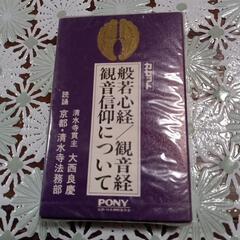 カセット
般若心経／観音経
観音信仰について
清水寺貫主 大西良慶
読誦 京都・清水寺法務部
PONY